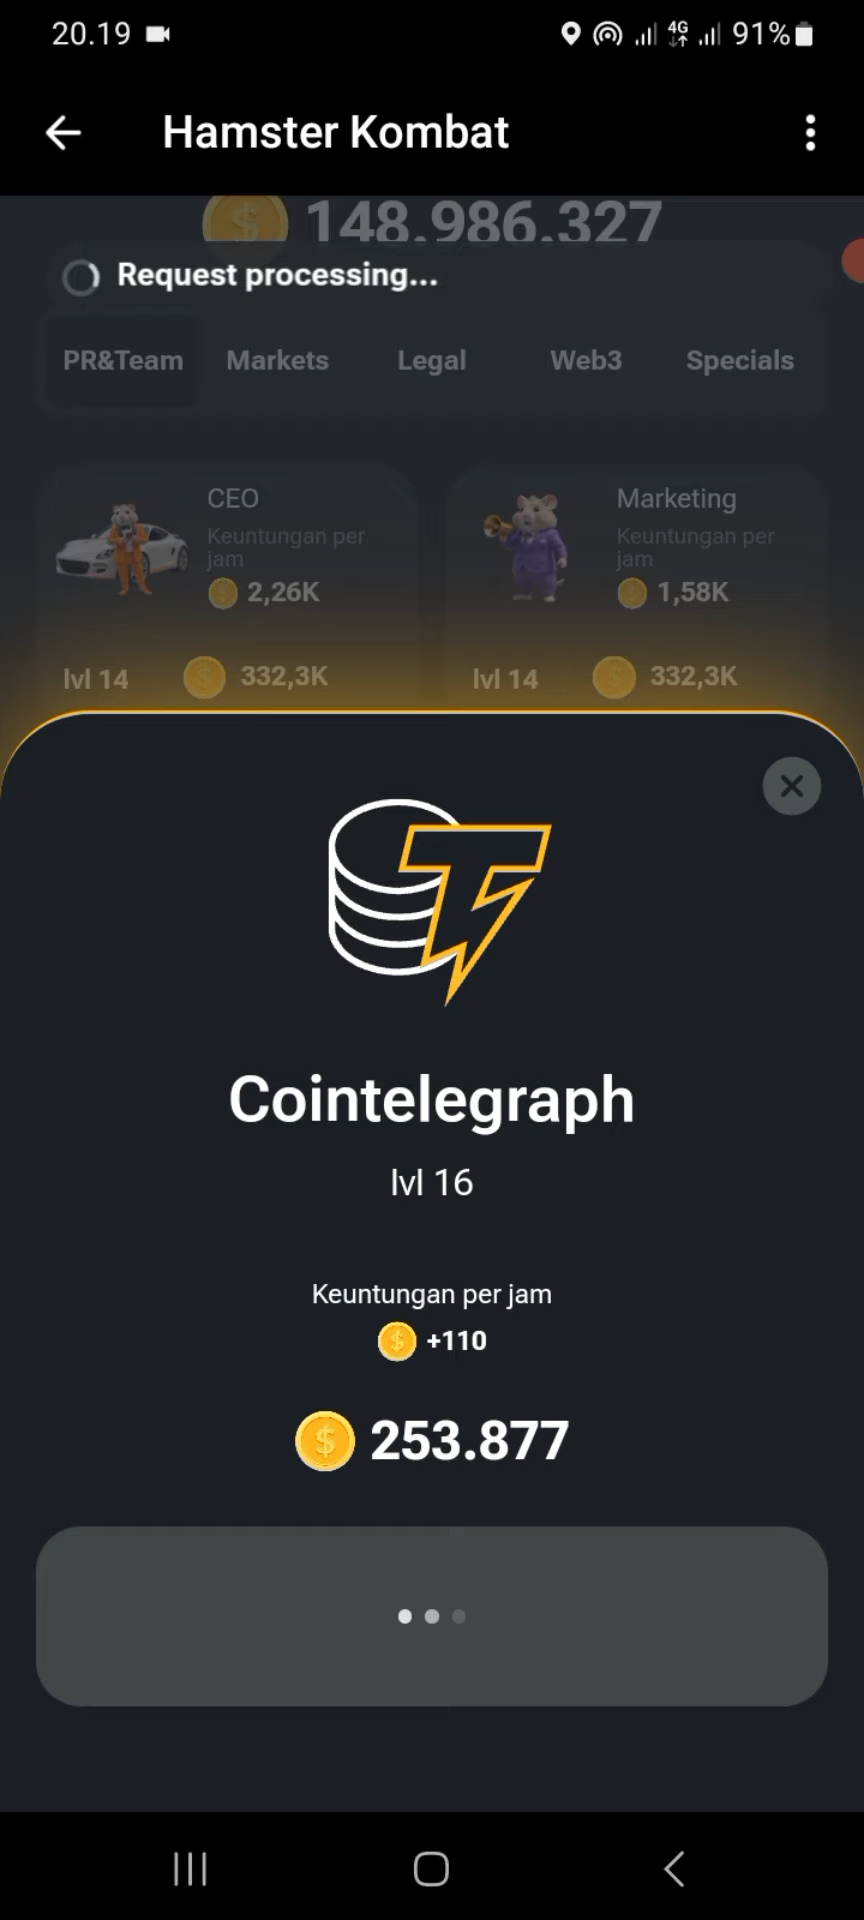 20.19
4G
91%
Hamster Kombat
148.986.327
Request processing...
PR&Team Markets Legal Web3 Specials
CEO
Keuntungan per
jam
2,26K
lvl 14 332,3K
Marketing
Keuntungan per
jam
1,58K
lvl 14 332,3K
Cointelegraph
lvl 16
Keuntungan per jam
+110
253.877